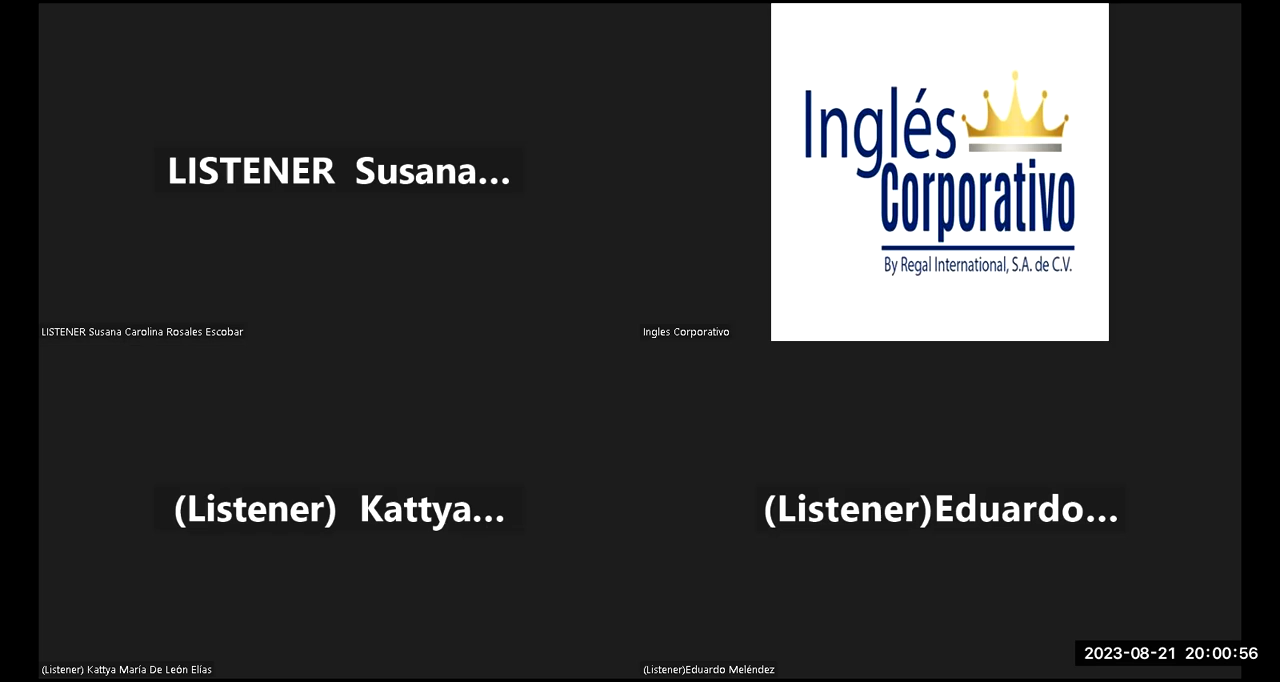 LISTENER Susana...
LISTENER Susana Carolina Rosales Escobar
Inglés
Corporativo
By Regal International, S.A. de C.V.
Ingles Corporativo
(Listener) Kattya...
(Listener) Kattya María De León Elías
(Listener)Eduardo...
(Listener)Eduardo Meléndez
2023-08-21 20:00:56